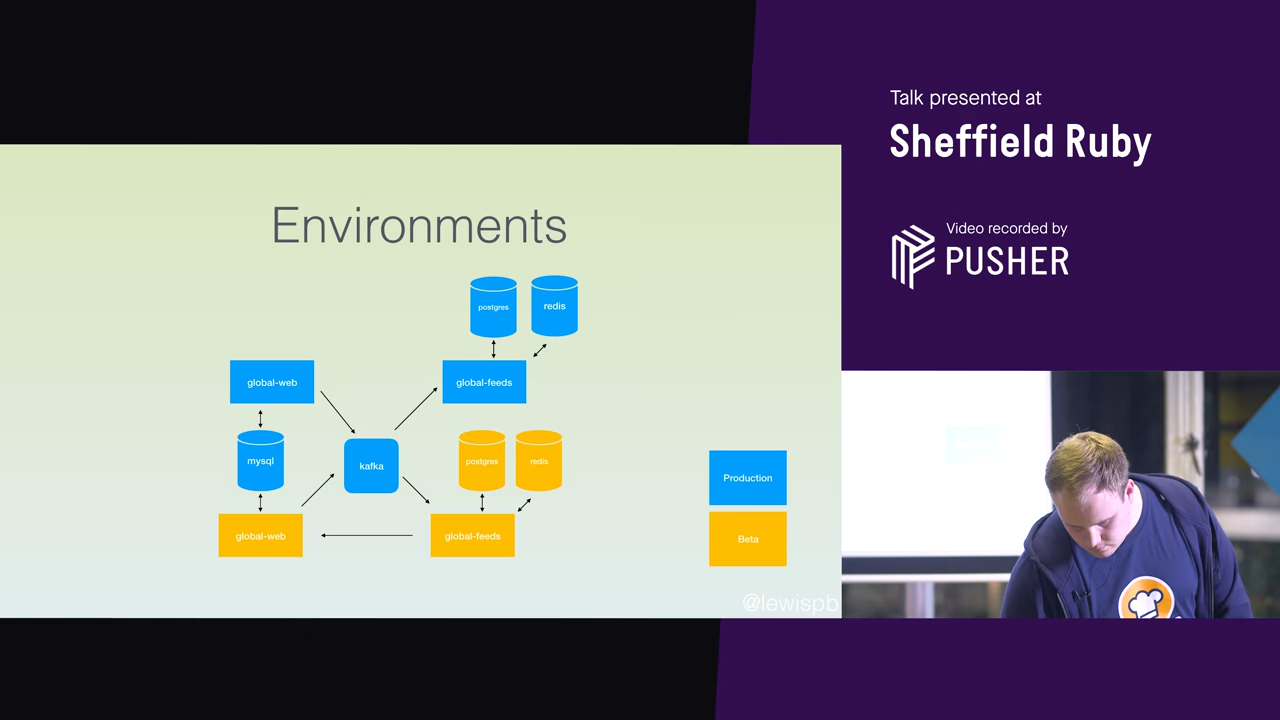 Talk presented at
Sheffield Ruby
Video recorded by
PUSHER
Environments
postgres
redis
global-web
global-feeds
mysql
kafka
postgres
redis
Production
global-web
global-feeds
Beta
@lewispb